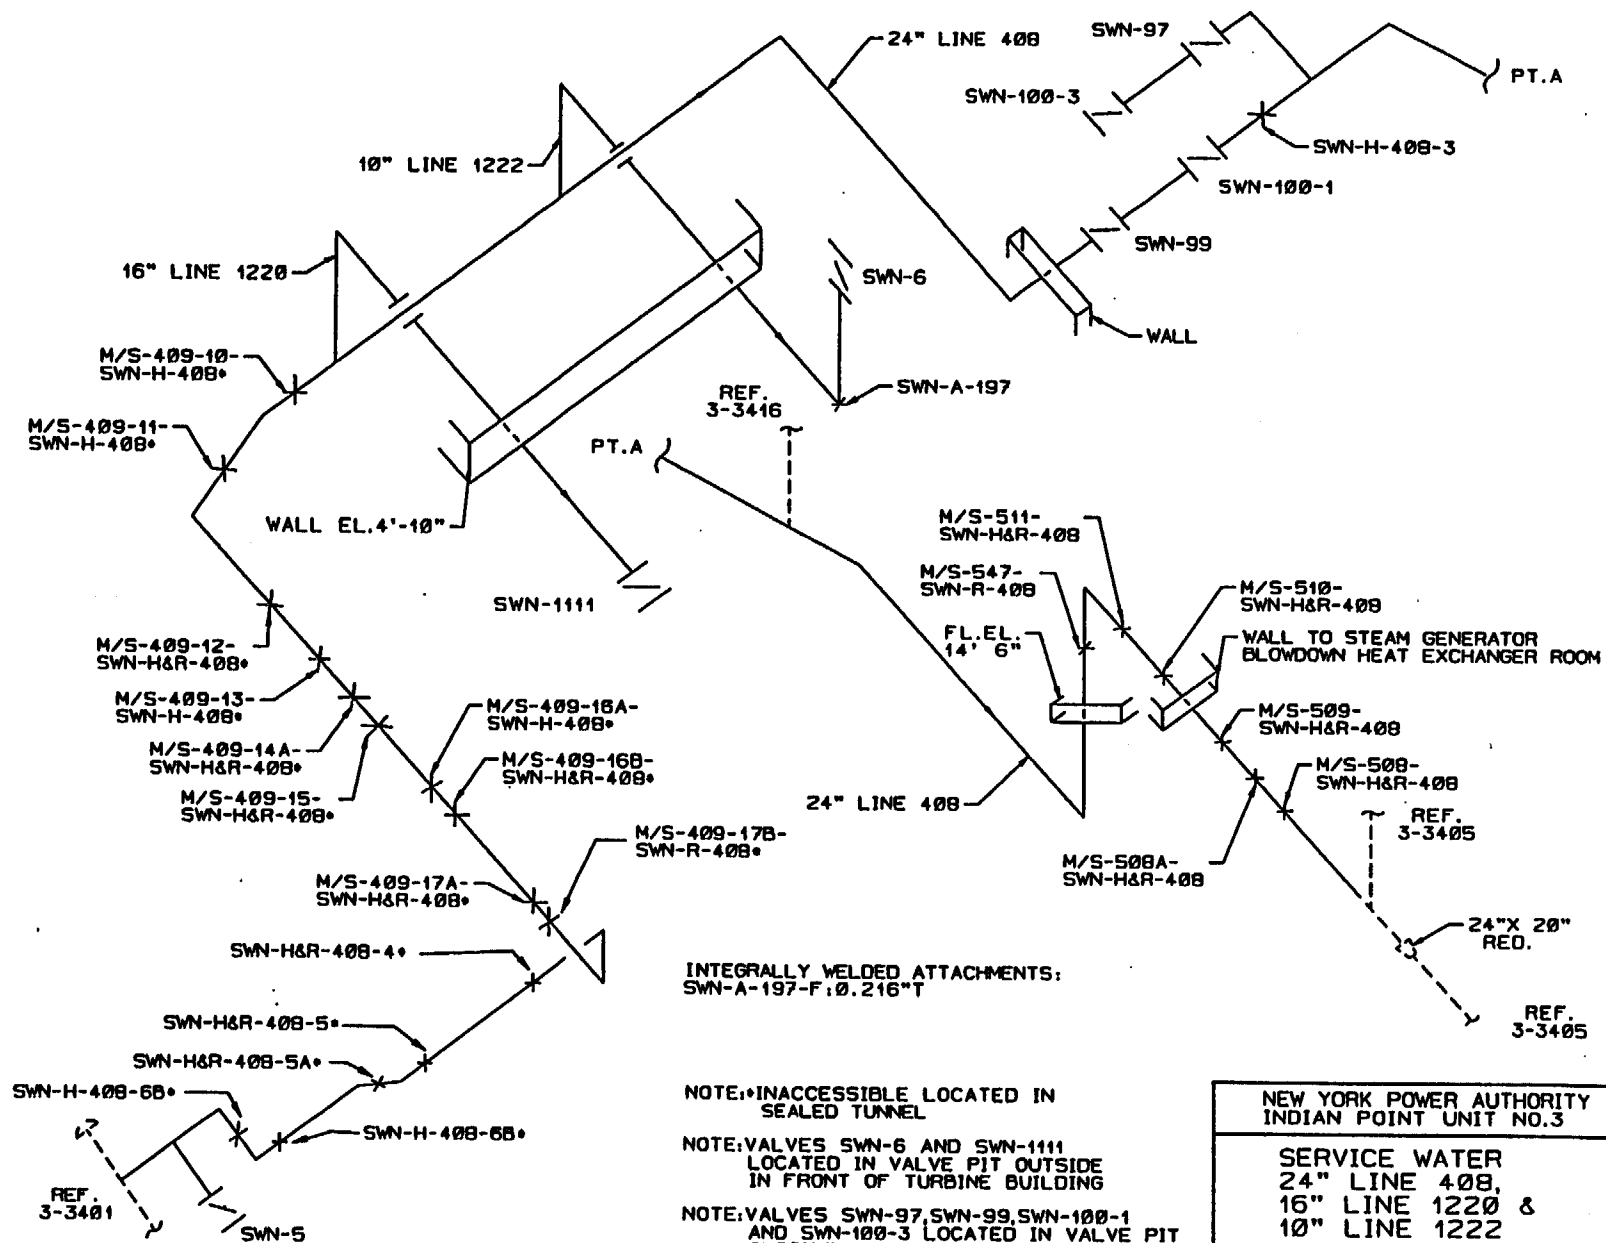 SWN-97
24" LINE 408
PT.A
SWN-100-3
SWN-H-408-3
10" LINE 1222
SWN-100-1
SWN-99
16" LINE 1220
SWN-6
WALL
M/S-409-10-
SWN-H-408*
SWN-A-197
REF.
3-3416
M/S-409-11-
SWN-H-408*
PT.A
WALL EL.4'-10"
M/S-511-
SWN-H&R-408
M/S-547-
SWN-R-408
M/S-510-
SWN-H&R-408
SWN-1111
FL.EL.
14' 6"
WALL TO STEAM GENERATOR
BLOWDOWN HEAT EXCHANGER ROOM
M/S-409-12-
SWN-H&R-408*
M/S-409-13-
SWN-H-408*
M/S-409-16A-
SWN-H-408*
M/S-509-
SWN-H&R-408
M/S-409-14A-
SWN-H&R-408*
M/S-409-16B-
SWN-H&R-408*
M/S-508-
SWN-H&R-408
M/S-409-15-
SWN-H&R-408*
24" LINE 408
REF.
3-3405
M/S-409-17B-
SWN-R-408*
M/S-508A-
SWN-H&R-408
M/S-409-17A-
SWN-H&R-408*
24"X 20"
RED.
SWN-H&R-408-4*
INTEGRALLY WELDED ATTACHMENTS:
SWN-A-197-F:0.216"T
REF.
3-3405
SWN-H&R-408-5*
SWN-H&R-408-5A*
SWN-H-408-6B*
SWN-H-408-6B*
REF.
3-3401
SWN-5
NOTE:*INACCESSIBLE LOCATED IN
SEALED TUNNEL
NOTE:VALVES SWN-6 AND SWN-1111
LOCATED IN VALVE PIT OUTSIDE
IN FRONT OF TURBINE BUILDING
NOTE:VALVES SWN-97,SWN-99,SWN-100-1
AND SWN-100-3 LOCATED IN VALVE PIT
NEW YORK POWER AUTHORITY
INDIAN POINT UNIT NO.3
SERVICE WATER
24" LINE 408,
16" LINE 1220 &
10" LINE 1222